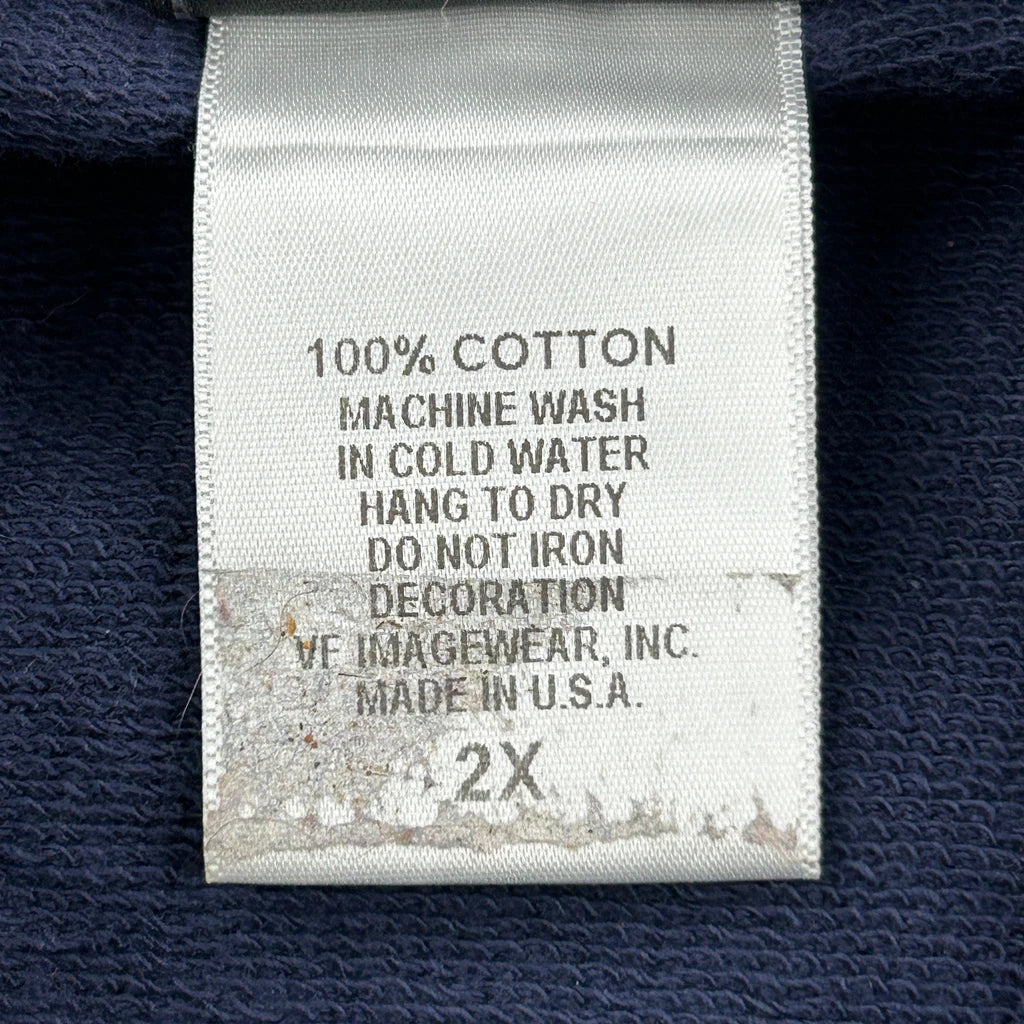 100% COTTON
MACHINE WASH
IN COLD WATER
HANG TO DRY
DO NOT IRON
DECORATION
VF IMAGEWEAR, INC.
MADE IN U.S.A.
2X